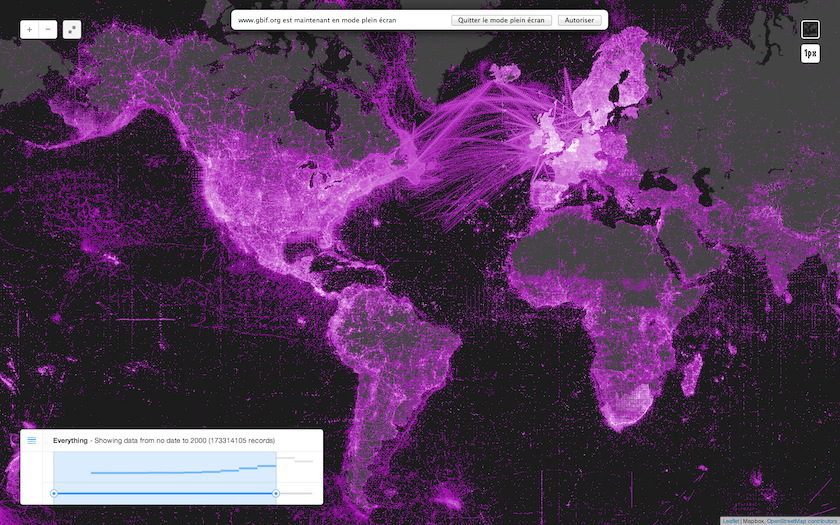 www.gbif.org est maintenant en mode plein écran
Quitter le mode plein écran
Autoriser
+
−
1px
Everything - Showing data from no date to 2000 (173314105 records)
Leaflet | Mapbox, OpenStreetMap contributors